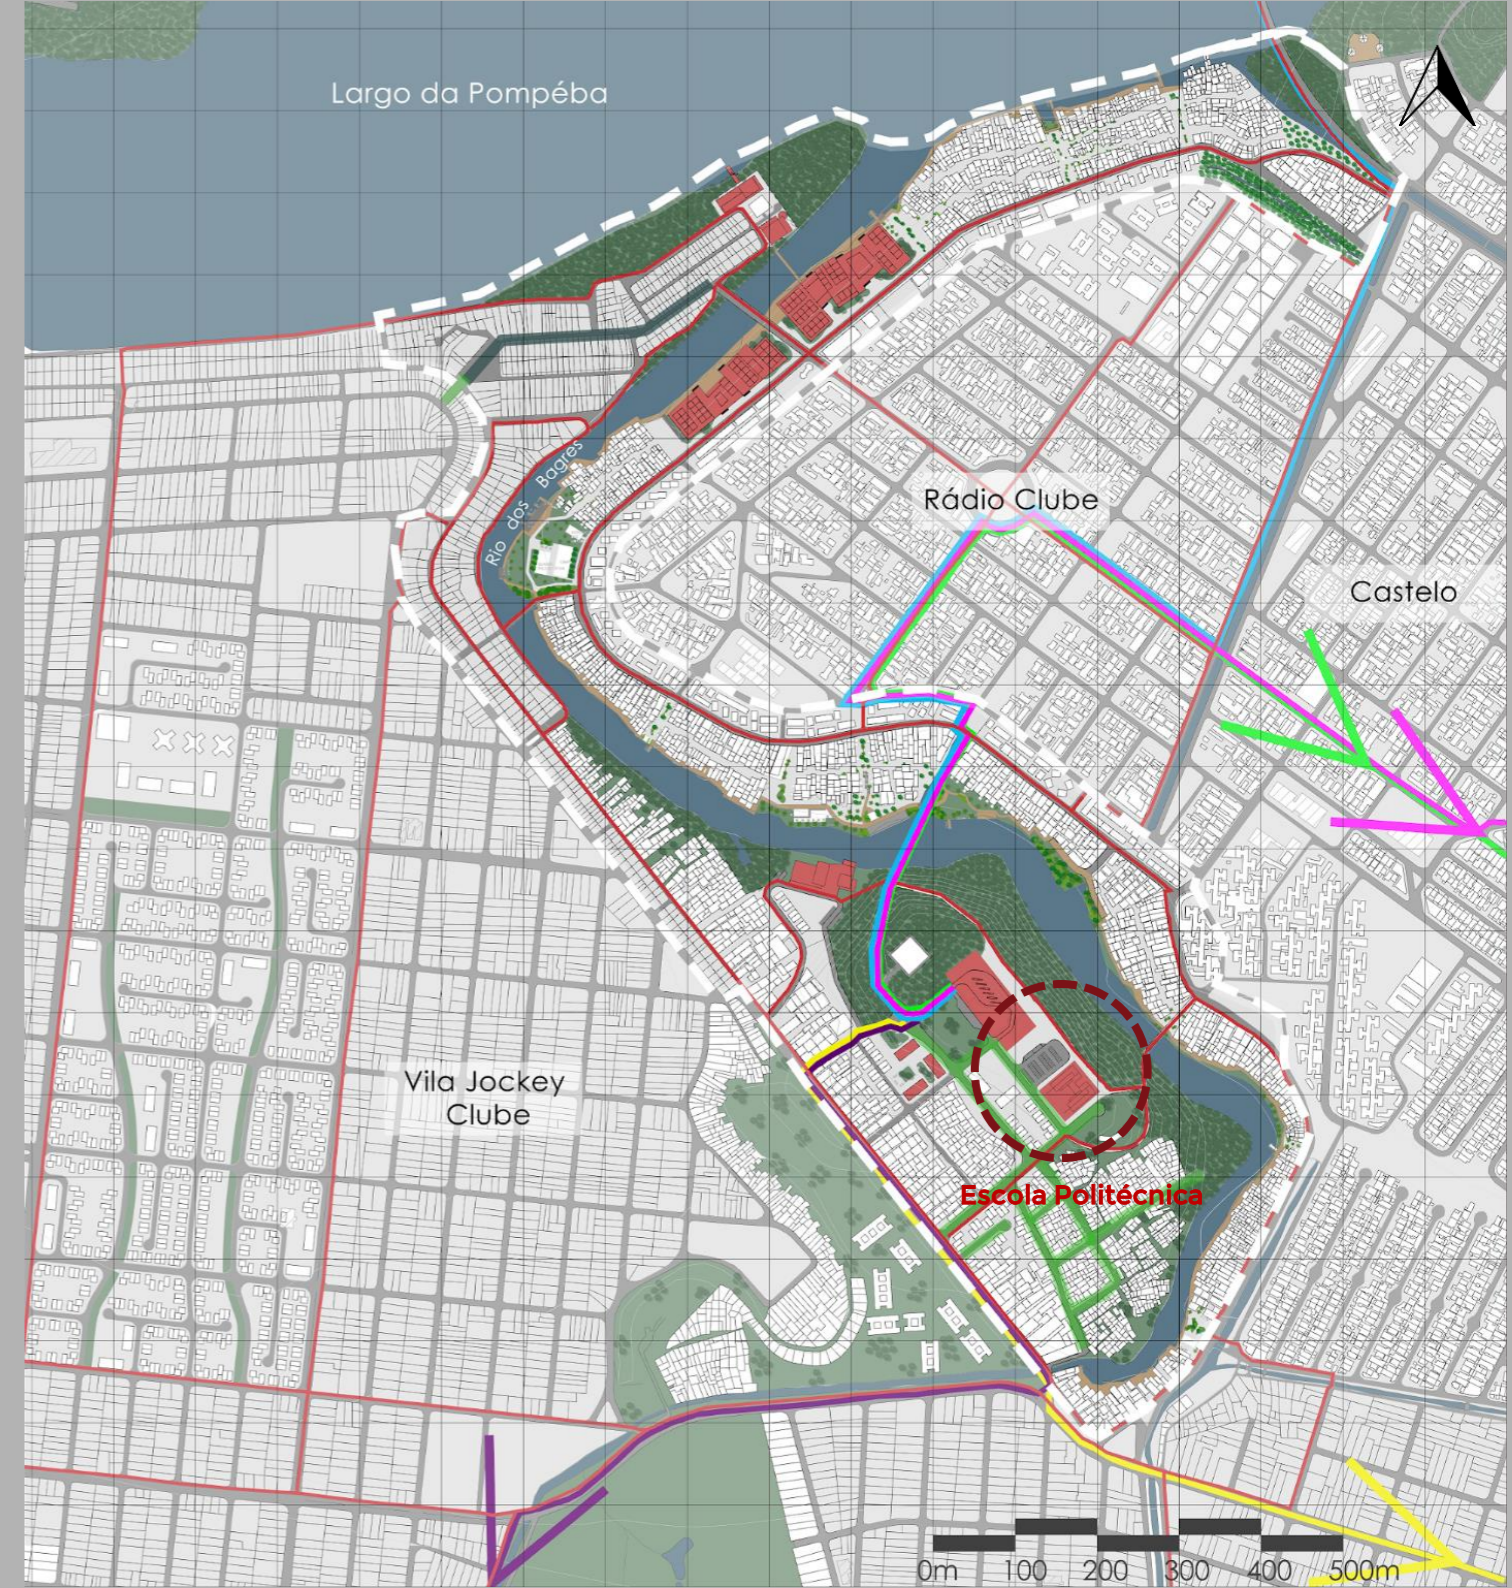 Largo da Pompéba
Rádio Clube
Rio dos Bagres
Castelo
Vila Jockey
Clube
Escola Politécnica
0m 100 200 300 400 500m